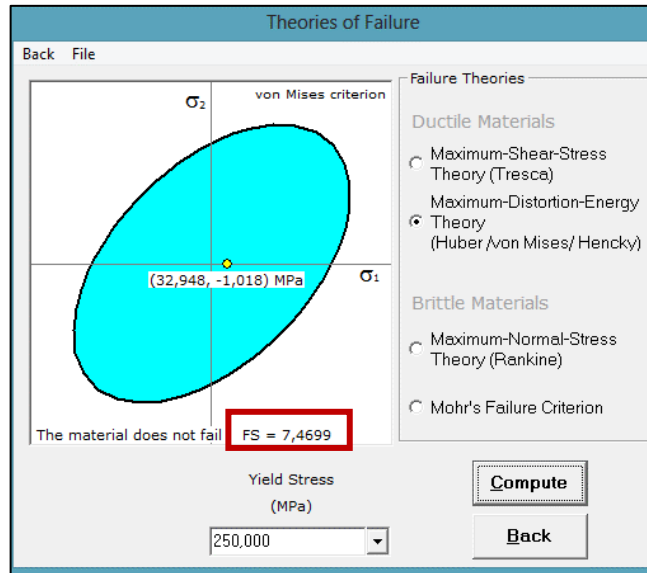 Theories of Failure
Back File
σ2
von Mises criterion
(32,948, -1,018) MPa
σ1
The material does not fail
FS = 7,4699
Failure Theories
Ductile Materials
Maximum-Shear-Stress
Theory (Tresca)
Maximum-Distortion-Energy
Theory
(Huber /von Mises/ Hencky)
Brittle Materials
Maximum-Normal-Stress
Theory (Rankine)
Mohr's Failure Criterion
Yield Stress
(MPa)
250,000
Compute
Back